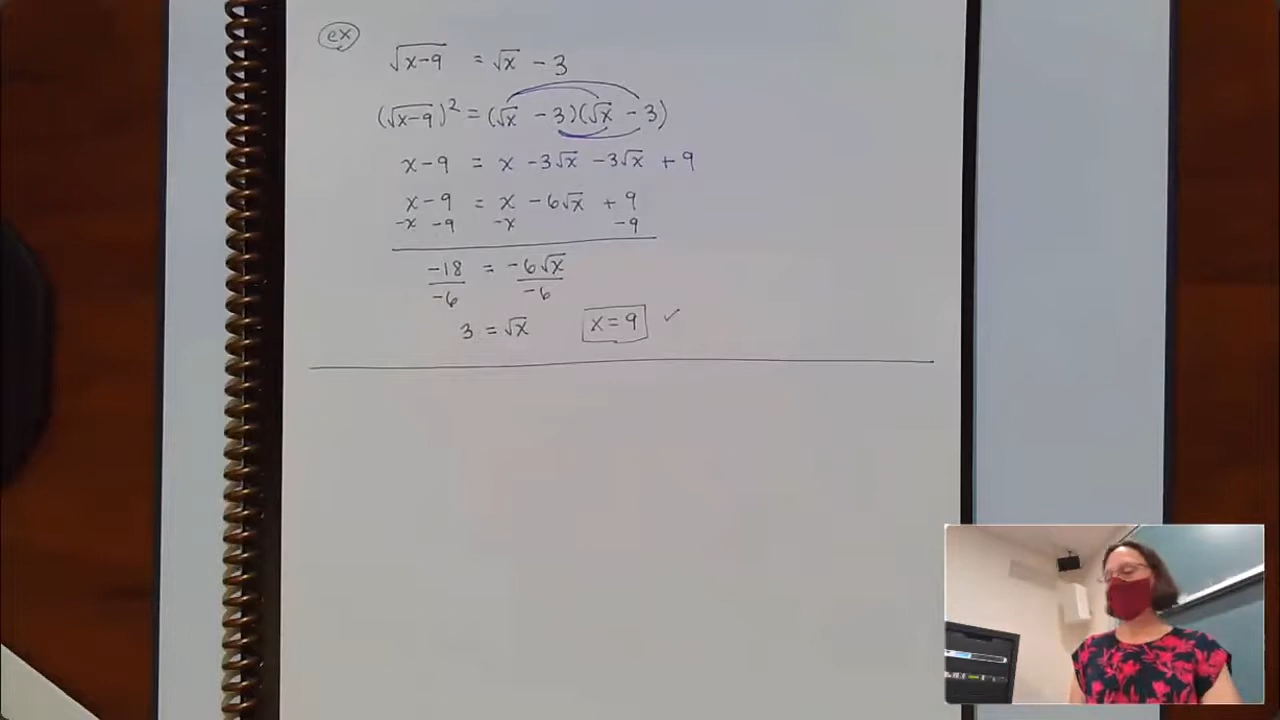 ex
√x-9 = √x - 3
(√x-9)² = (√x - 3)(√x - 3)
x-9 = x -3√x -3√x + 9
x-9 = x -6√x + 9
-x -9 -x -9
-18 = -6√x
-6 -6
3 = √x x = 9 ✓